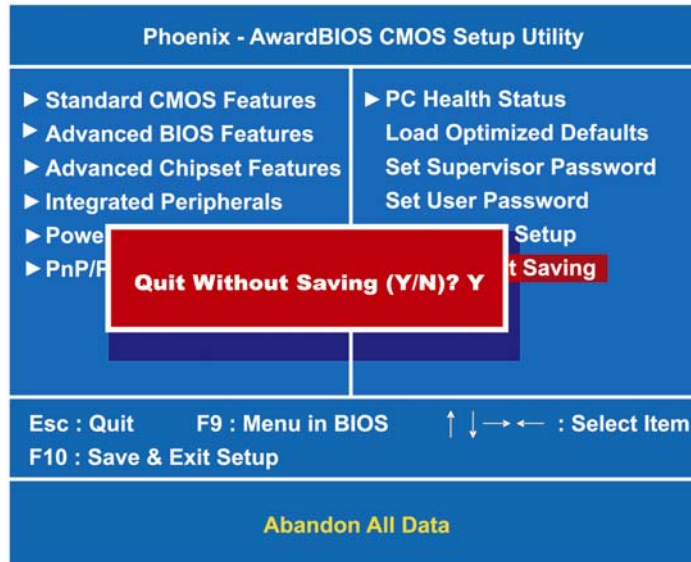 Phoenix - AwardBIOS CMOS Setup Utility
► Standard CMOS Features
► Advanced BIOS Features
► Advanced Chipset Features
► Integrated Peripherals
► Powe
► PnP/P
► PC Health Status
Load Optimized Defaults
Set Supervisor Password
Set User Password
Setup
t Saving
Quit Without Saving (Y/N)? Y
Esc : Quit F9 : Menu in BIOS ↑ ↓ → ← : Select Item
F10 : Save & Exit Setup
Abandon All Data